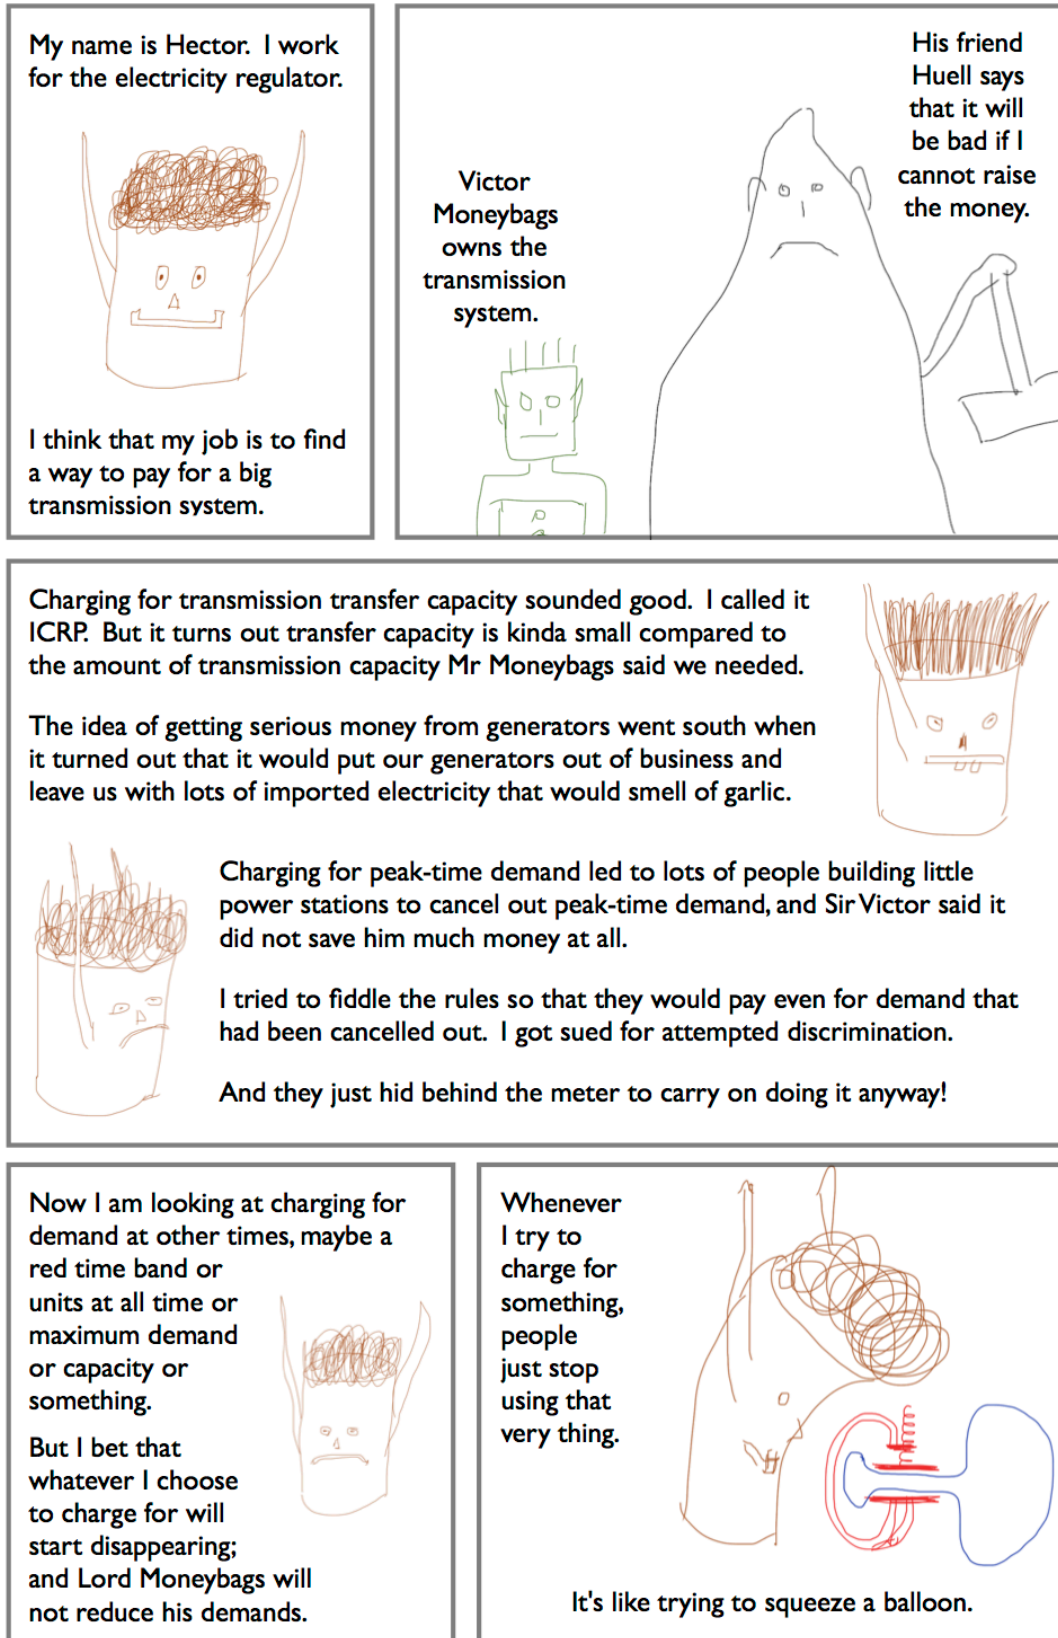 My name is Hector.  I work
for the electricity regulator.
I think that my job is to find
a way to pay for a big
transmission system.
Victor
Moneybags
owns the
transmission
system.
His friend
Huell says
that it will
be bad if I
cannot raise
the money.
Charging for transmission transfer capacity sounded good.  I called it
ICRP.  But it turns out transfer capacity is kinda small compared to
the amount of transmission capacity Mr Moneybags said we needed.
The idea of getting serious money from generators went south when
it turned out that it would put our generators out of business and
leave us with lots of imported electricity that would smell of garlic.
Charging for peak-time demand led to lots of people building little
power stations to cancel out peak-time demand, and Sir Victor said it
did not save him much money at all.
I tried to fiddle the rules so that they would pay even for demand that
had been cancelled out.  I got sued for attempted discrimination.
And they just hid behind the meter to carry on doing it anyway!
Now I am looking at charging for
demand at other times, maybe a
red time band or
units at all time or
maximum demand
or capacity or
something.
But I bet that
whatever I choose
to charge for will
start disappearing;
and Lord Moneybags will
not reduce his demands.
Whenever
I try to
charge for
something,
people
just stop
using that
very thing.
It's like trying to squeeze a balloon.